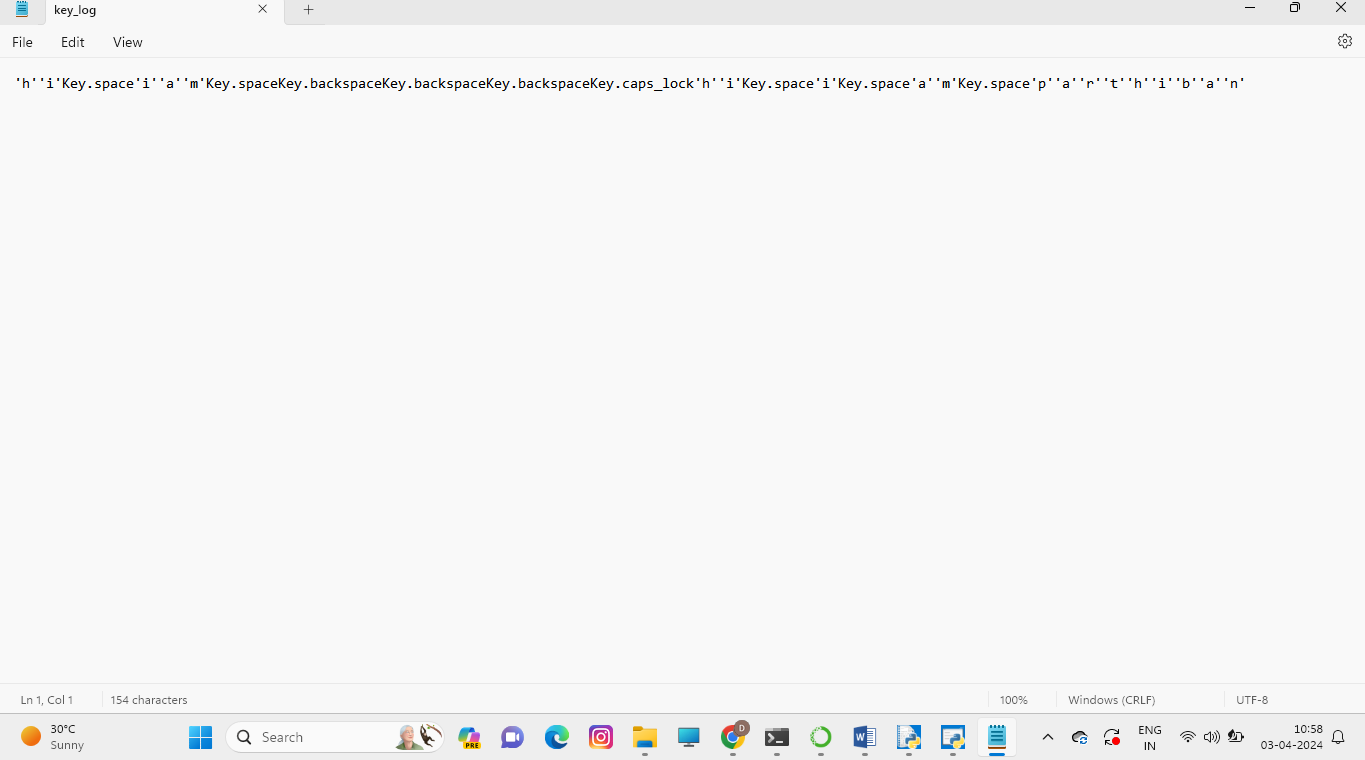 key_log
File Edit View
'h''i'Key.space'i''a''m'Key.spaceKey.backspaceKey.backspaceKey.backspaceKey.caps_lock'h''i'Key.space'i'Key.space'a''m'Key.space'p''a''r''t''h''i''b''a''n'
Ln 1, Col 1 154 characters 100% Windows (CRLF) UTF-8
30°C
Sunny
Search
PRE
D
ENG
IN
10:58
03-04-2024